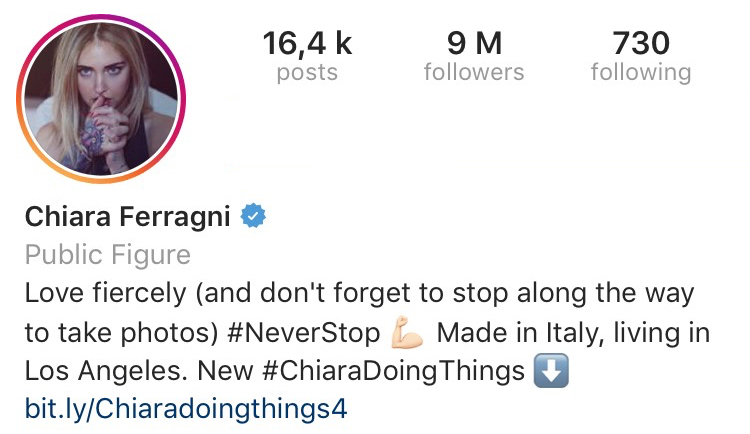 16,4 k 9 M 730
posts followers following
Chiara Ferragni
Public Figure
Love fiercely (and don't forget to stop along the way
to take photos) #NeverStop 💪🏻 Made in Italy, living in
Los Angeles. New #ChiaraDoingThings ⬇️
bit.ly/Chiaradoingthings4